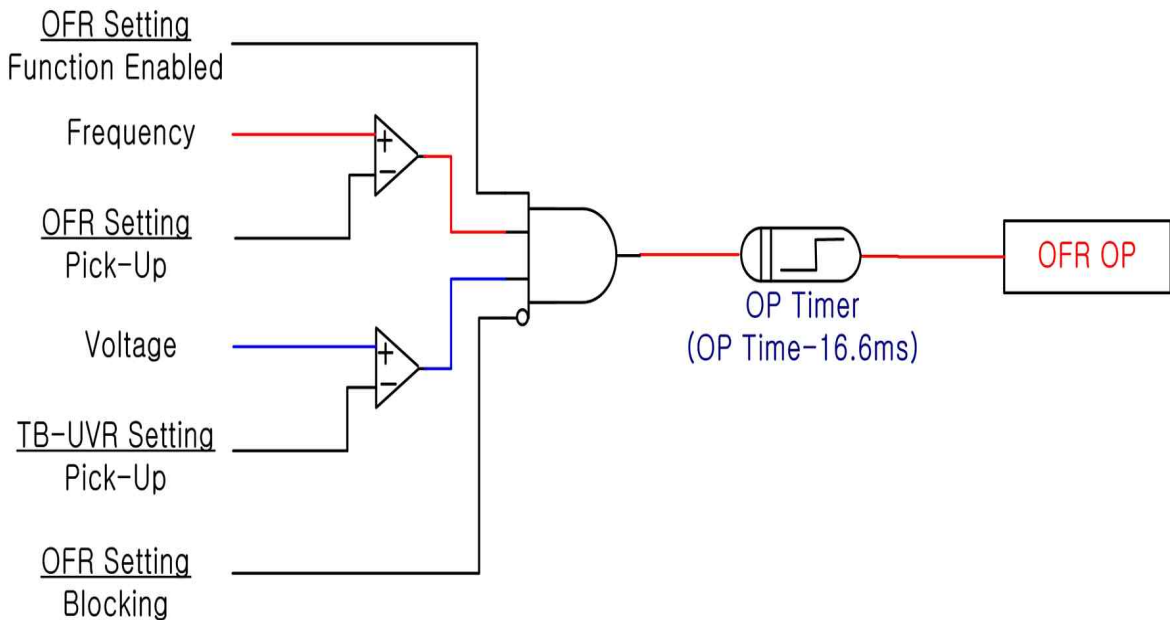 OFR Setting
Function Enabled
Frequency
+
−
OFR Setting
Pick-Up
Voltage
+
−
TB-UVR Setting
Pick-Up
OFR Setting
Blocking
OP Timer
(OP Time-16.6ms)
OFR OP